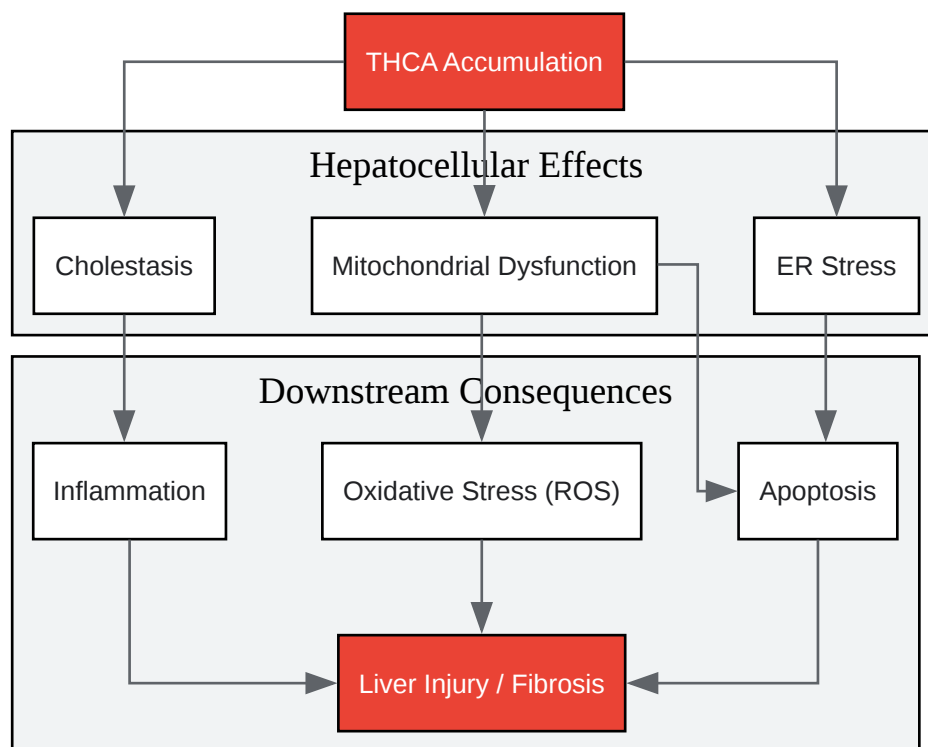 THCA Accumulation
Hepatocellular Effects
Cholestasis
Mitochondrial Dysfunction
ER Stress
Downstream Consequences
Inflammation
Oxidative Stress (ROS)
Apoptosis
Liver Injury / Fibrosis